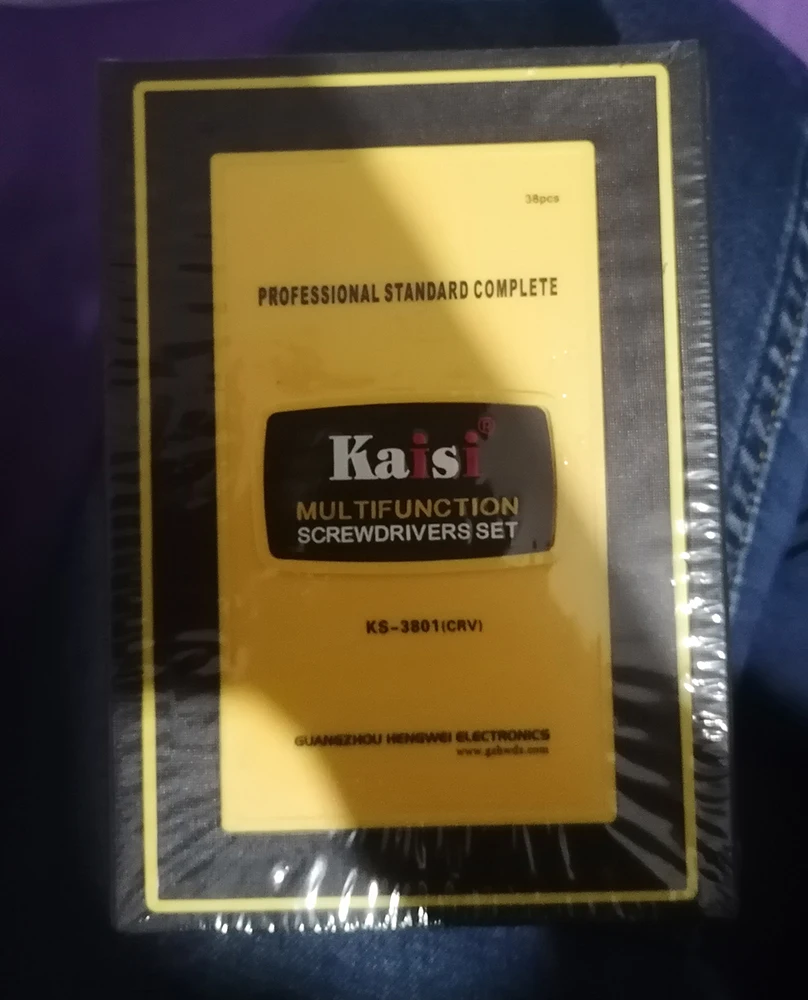 38pcs
PROFESSIONAL STANDARD COMPLETE
Kaisi®
MULTIFUNCTION
SCREWDRIVERS SET
KS-3801(CRV)
GUANGZHOU HENGWEI ELECTRONICS